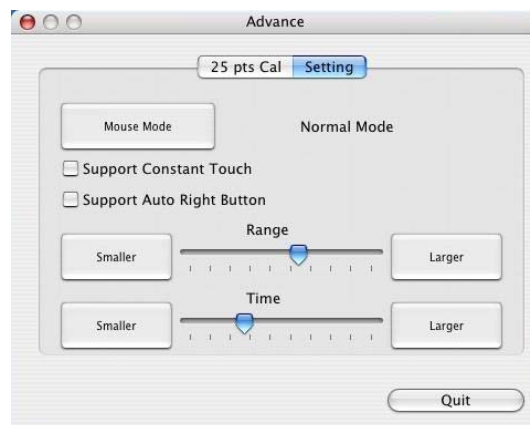 Advance
25 pts Cal Setting
Mouse Mode Normal Mode
Support Constant Touch
Support Auto Right Button
Range
Smaller Larger
Time
Smaller Larger
Quit